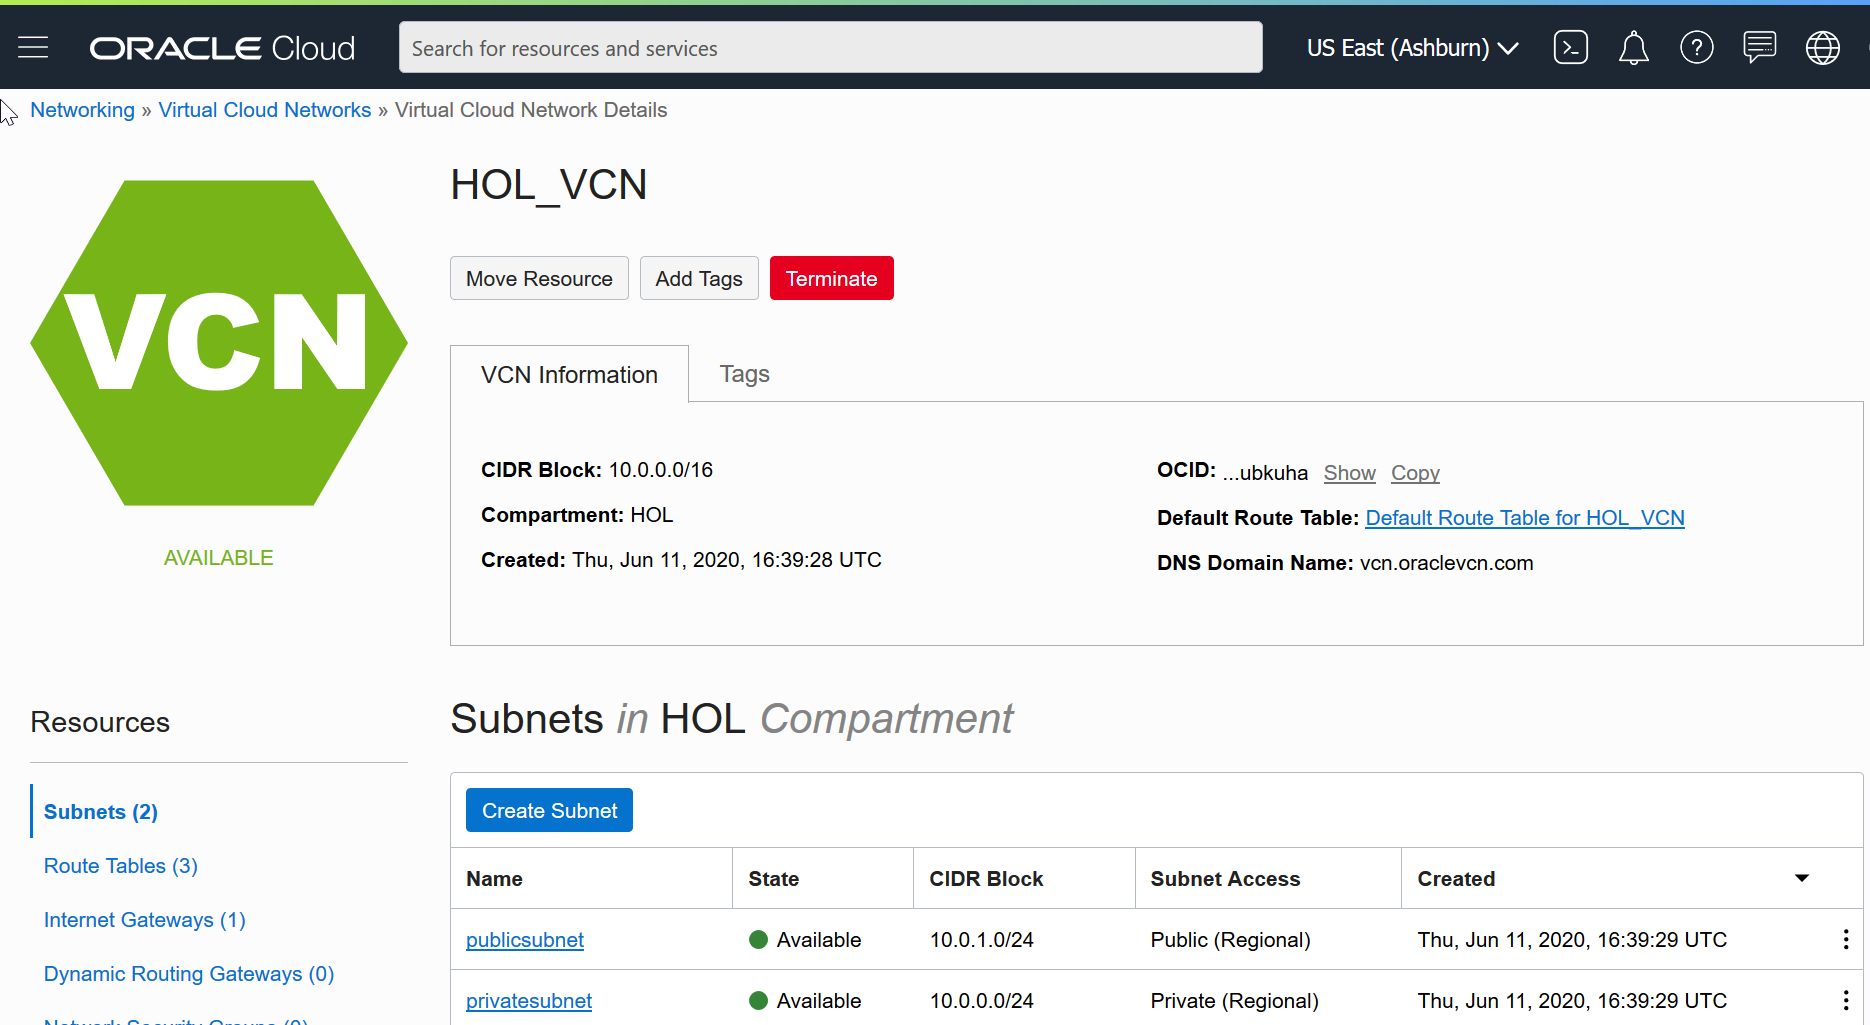 ORACLE Cloud
Search for resources and services
US East (Ashburn)
Networking » Virtual Cloud Networks » Virtual Cloud Network Details
VCN
AVAILABLE
HOL_VCN
Move Resource
Add Tags
Terminate
VCN Information
Tags
CIDR Block: 10.0.0.0/16
Compartment: HOL
Created: Thu, Jun 11, 2020, 16:39:28 UTC
OCID: ...ubkuha Show Copy
Default Route Table: Default Route Table for HOL_VCN
DNS Domain Name: vcn.oraclevcn.com
Resources
Subnets (2)
Route Tables (3)
Internet Gateways (1)
Dynamic Routing Gateways (0)
Network Security Groups (0)
Subnets in HOL Compartment
Create Subnet
Name State CIDR Block Subnet Access Created
publicsubnet Available 10.0.1.0/24 Public (Regional) Thu, Jun 11, 2020, 16:39:29 UTC
privatesubnet Available 10.0.0.0/24 Private (Regional) Thu, Jun 11, 2020, 16:39:29 UTC